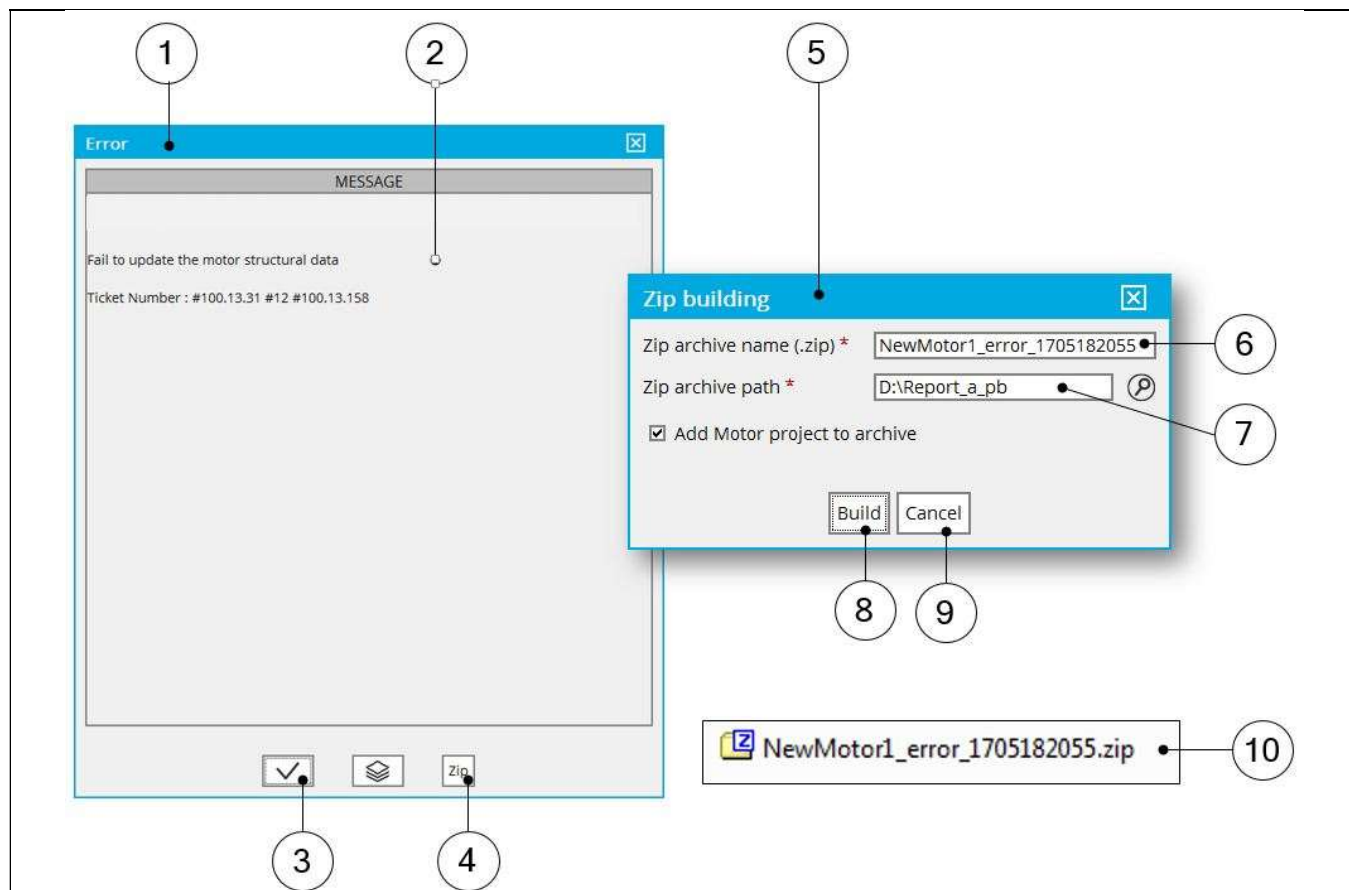 1
2
5
Error
MESSAGE
Fail to update the motor structural data
Ticket Number : #100.13.31 #12 #100.13.158
Zip
3
4
Zip building
Zip archive name (.zip) * NewMotor1_error_1705182055
6
Zip archive path * D:\Report_a_pb
7
Add Motor project to archive
Build Cancel
8
9
NewMotor1_error_1705182055.zip
10